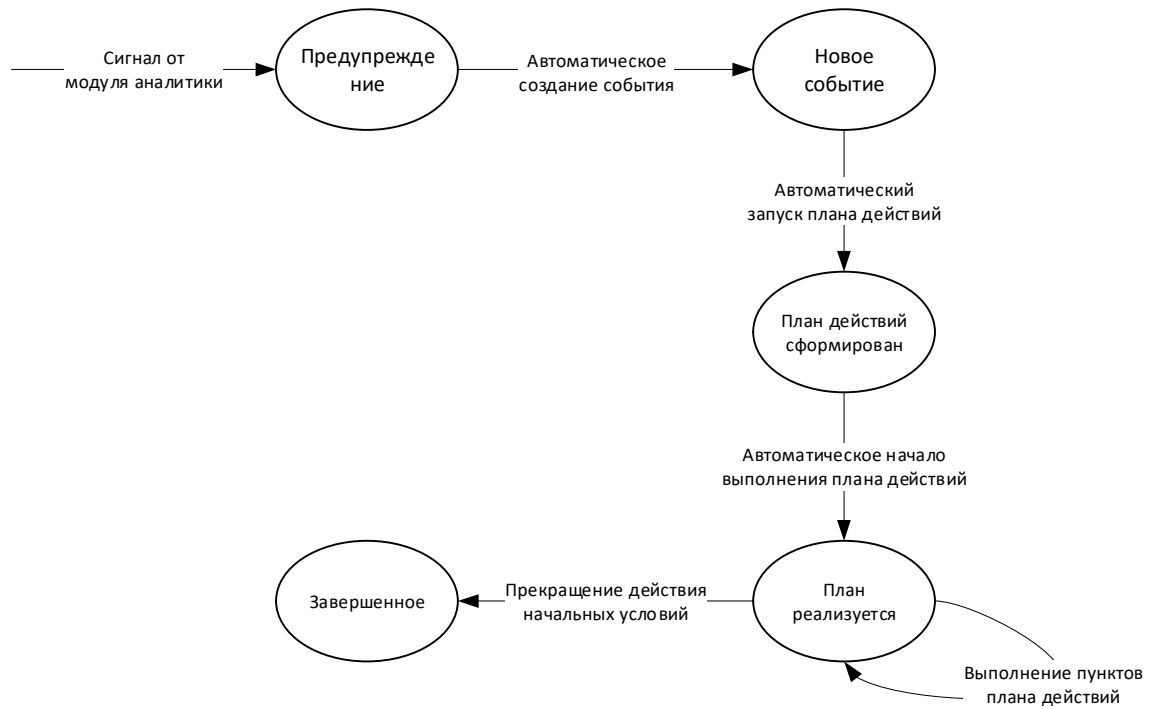 Сигнал от
модуля аналитики
Предупрежде
ние
Автоматическое
создание события
Новое
событие
Автоматический
запуск плана действий
План действий
сформирован
Автоматическое начало
выполнения плана действий
План
реализуется
Выполнение пунктов
плана действий
Прекращение действия
начальных условий
Завершенное